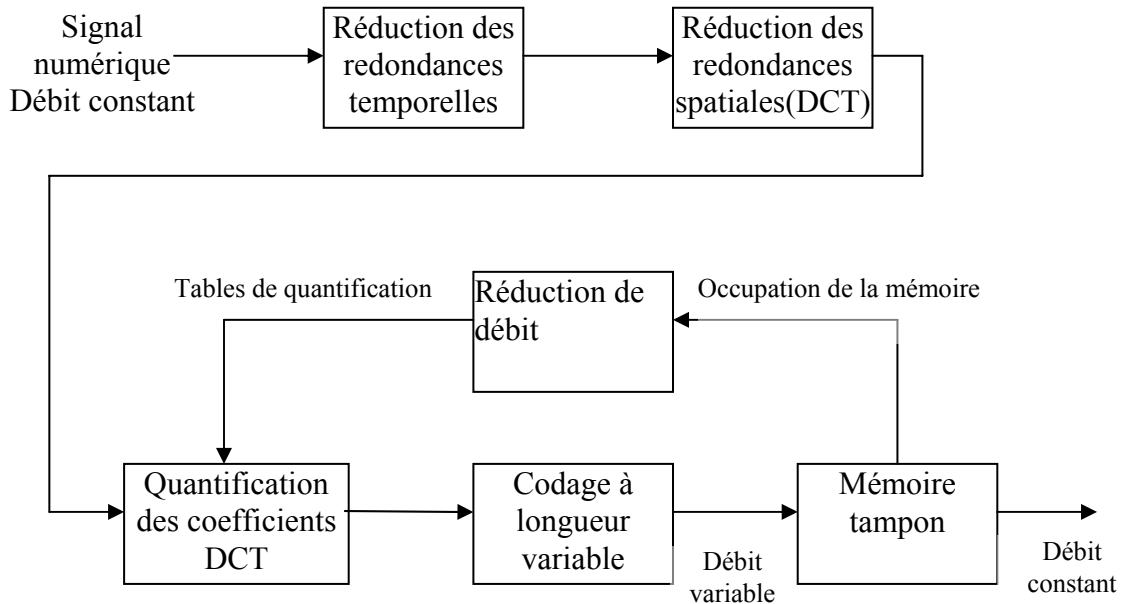 Signal
numérique
Débit constant
Réduction des
redondances
temporelles
Réduction des
redondances
spatiales(DCT)
Tables de quantification
Réduction de
débit
Occupation de la mémoire
Quantification
des coefficients
DCT
Codage à
longueur
variable
Débit
variable
Mémoire
tampon
Débit
constant